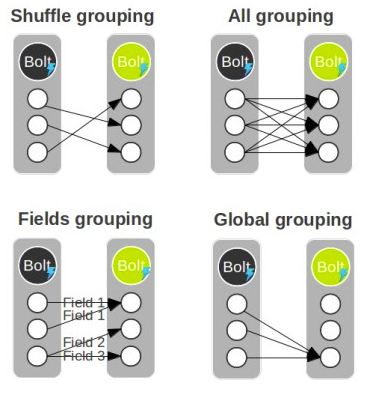 Shuffle grouping
Bolt
Bolt
All grouping
Bolt
Bolt
Fields grouping
Bolt
Bolt
Field 1
Field 1
Field 2
Field 3
Global grouping
Bolt
Bolt